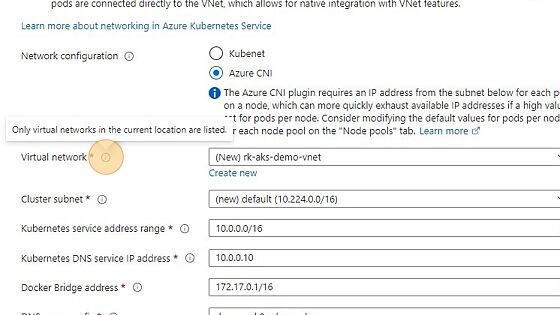 pods are connected directly to the VNet, which allows for native integration with VNet features.
Learn more about networking in Azure Kubernetes Service
Network configuration
Kubenet
Azure CNI
The Azure CNI plugin requires an IP address from the subnet below for each po
on a node, which can more quickly exhaust available IP addresses if a high valu
for pods per node. Consider modifying the default values for pods per node
Only virtual networks in the current location are listed.
each node pool on the "Node pools" tab. Learn more
Virtual network *
(New) rk-aks-demo-vnet
Create new
Cluster subnet *
(new) default (10.224.0.0/16)
Kubernetes service address range *
10.0.0.0/16
Kubernetes DNS service IP address *
10.0.0.10
Docker Bridge address *
172.17.0.1/16